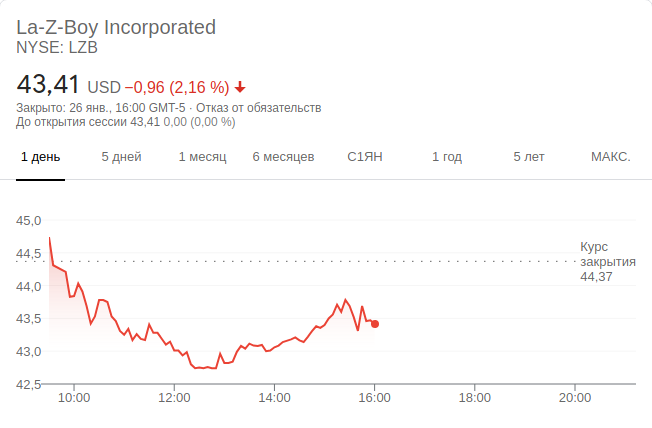 La-Z-Boy Incorporated
NYSE: LZB
43,41 USD −0,96 (2,16 %)
Закрыто: 26 янв., 16:00 GMT-5 · Отказ от обязательств
До открытия сессии 43,41 0,00 (0,00 %)
1 день 5 дней 1 месяц 6 месяцев С1ЯН 1 год 5 лет МАКС.
45,0
44,5
44,0
43,5
43,0
42,5
Курс
закрытия
44,37
10:00 12:00 14:00 16:00 18:00 20:00